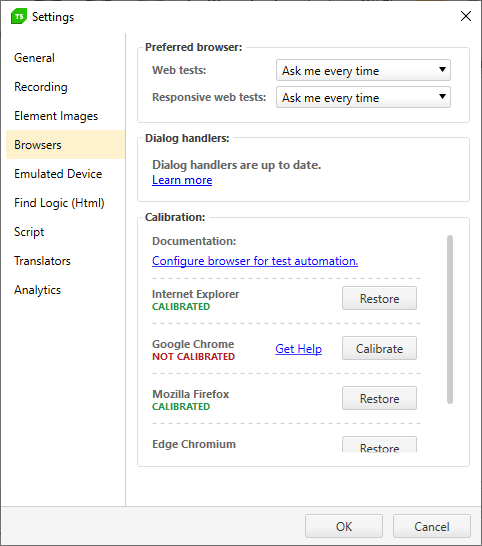 TS Settings
General
Recording
Element Images
Browsers
Emulated Device
Find Logic (Html)
Script
Translators
Analytics
Preferred browser:
Web tests: Ask me every time
Responsive web tests: Ask me every time
Dialog handlers:
Dialog handlers are up to date.
Learn more
Calibration:
Documentation:
Configure browser for test automation.
Internet Explorer
CALIBRATED
Restore
Google Chrome
NOT CALIBRATED
Get Help
Calibrate
Mozilla Firefox
CALIBRATED
Restore
Edge Chromium
Restore
OK
Cancel